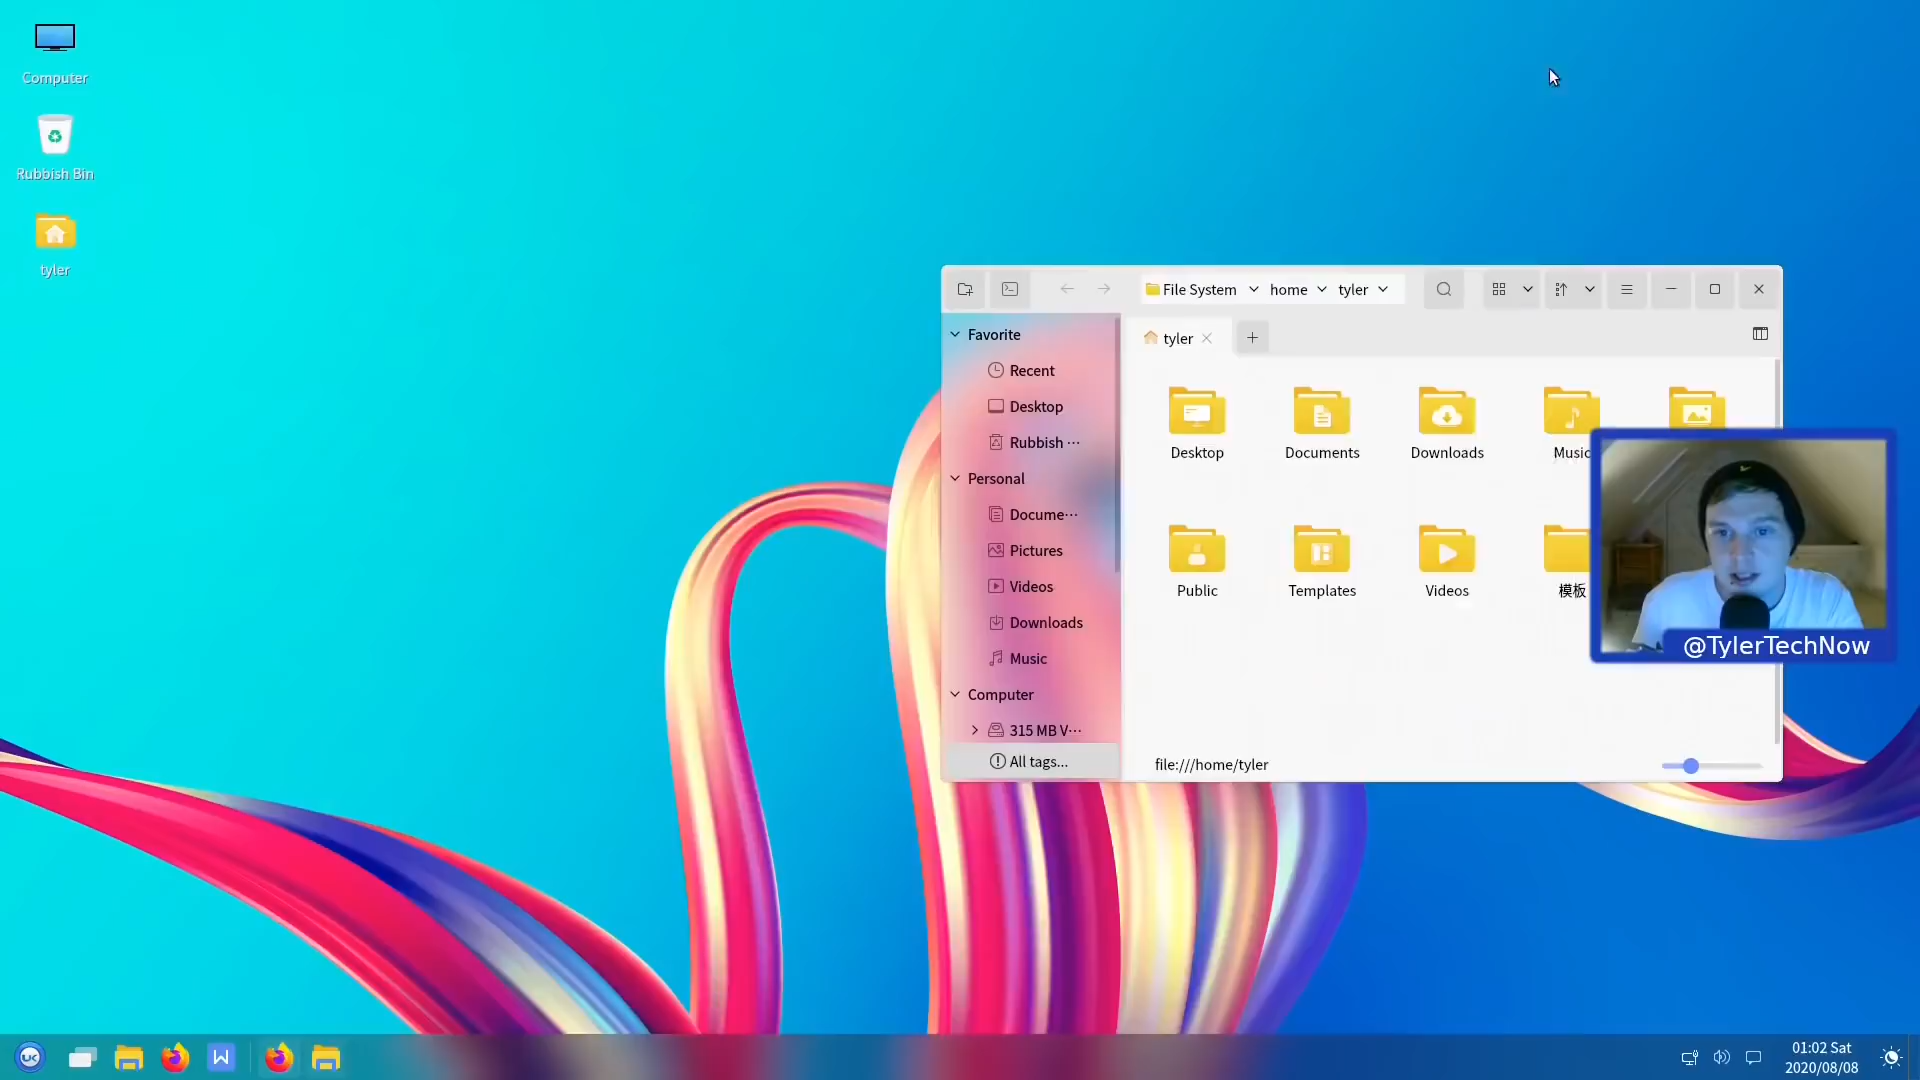 Computer
Rubbish Bin
tyler
File System
home
tyler
Favorite
tyler
Recent
Desktop
Rubbish ⋯
Personal
Docume⋯
Pictures
Videos
Downloads
Music
Computer
315 MB V⋯
All tags...
Desktop
Documents
Downloads
Music
Public
Templates
Videos
模板
@TylerTechNow
file:///home/tyler
UK
W
01:02 Sat
2020/08/08